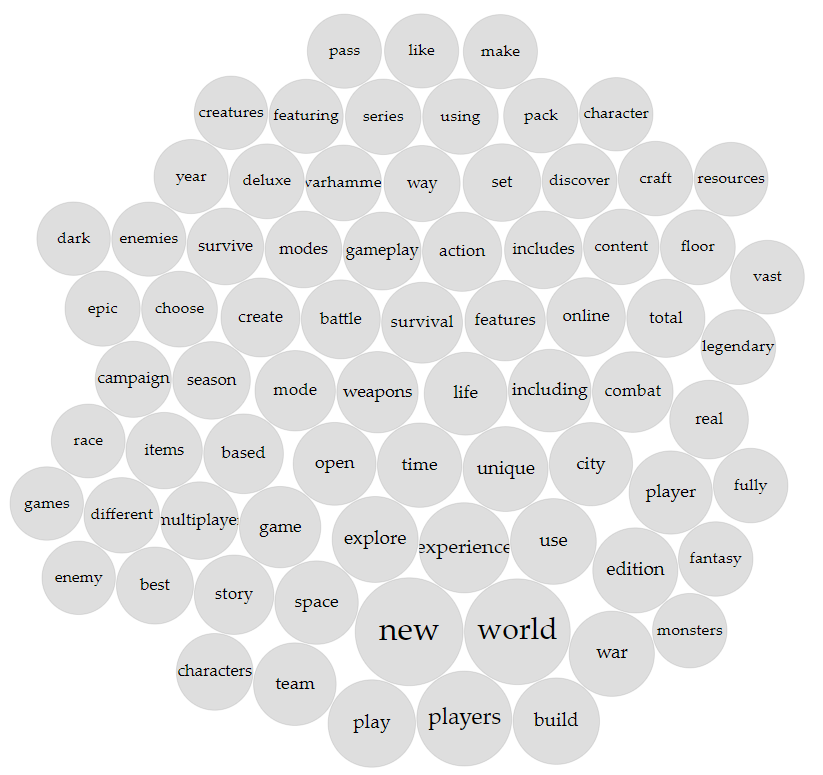 pass like make
creatures featuring series using pack character
year deluxe varhamme way set discover craft resources
dark enemies survive modes gameplay action includes content floor
vast
epic choose create battle survival features online total
legendary
campaign season mode weapons life including combat
real
race items based open time unique city
player fully
games different multiplaye game explore experience use
edition fantasy
enemy best story space new world war monsters
characters team
play players build